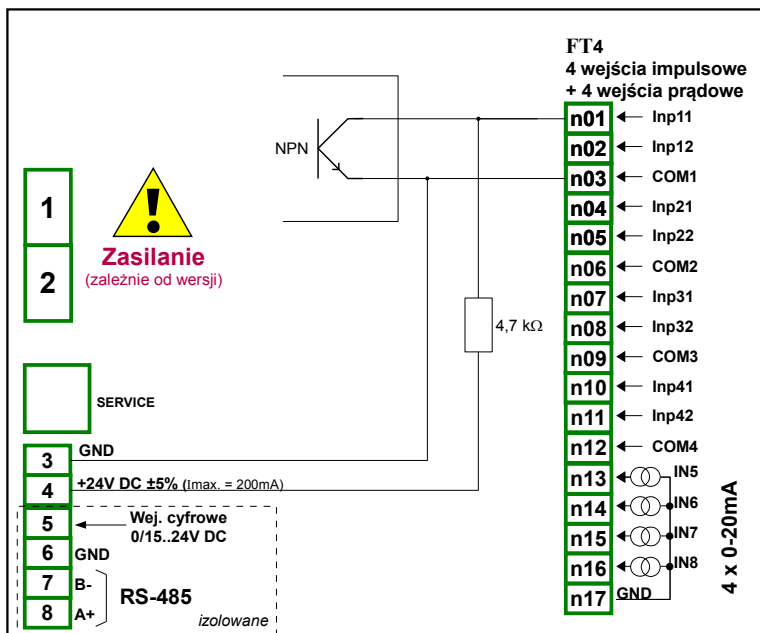 FT4
4 wejścia impulsowe
+ 4 wejścia prądowe
NPN
n01 Inp11
n02 Inp12
n03 COM1
n04 Inp21
n05 Inp22
n06 COM2
n07 Inp31
n08 Inp32
n09 COM3
n10 Inp41
n11 Inp42
n12 COM4
n13 IN5
n14 IN6
n15 IN7
n16 IN8
n17 GND
4 x 0-20mA
1
2
!
Zasilanie
(zależnie od wersji)
4,7 kΩ
SERVICE
3 GND
4 +24V DC ±5% (Imax. = 200mA)
5 Wej. cyfrowe
0/15..24V DC
6 GND
7 B-
8 A+
RS-485
izolowane